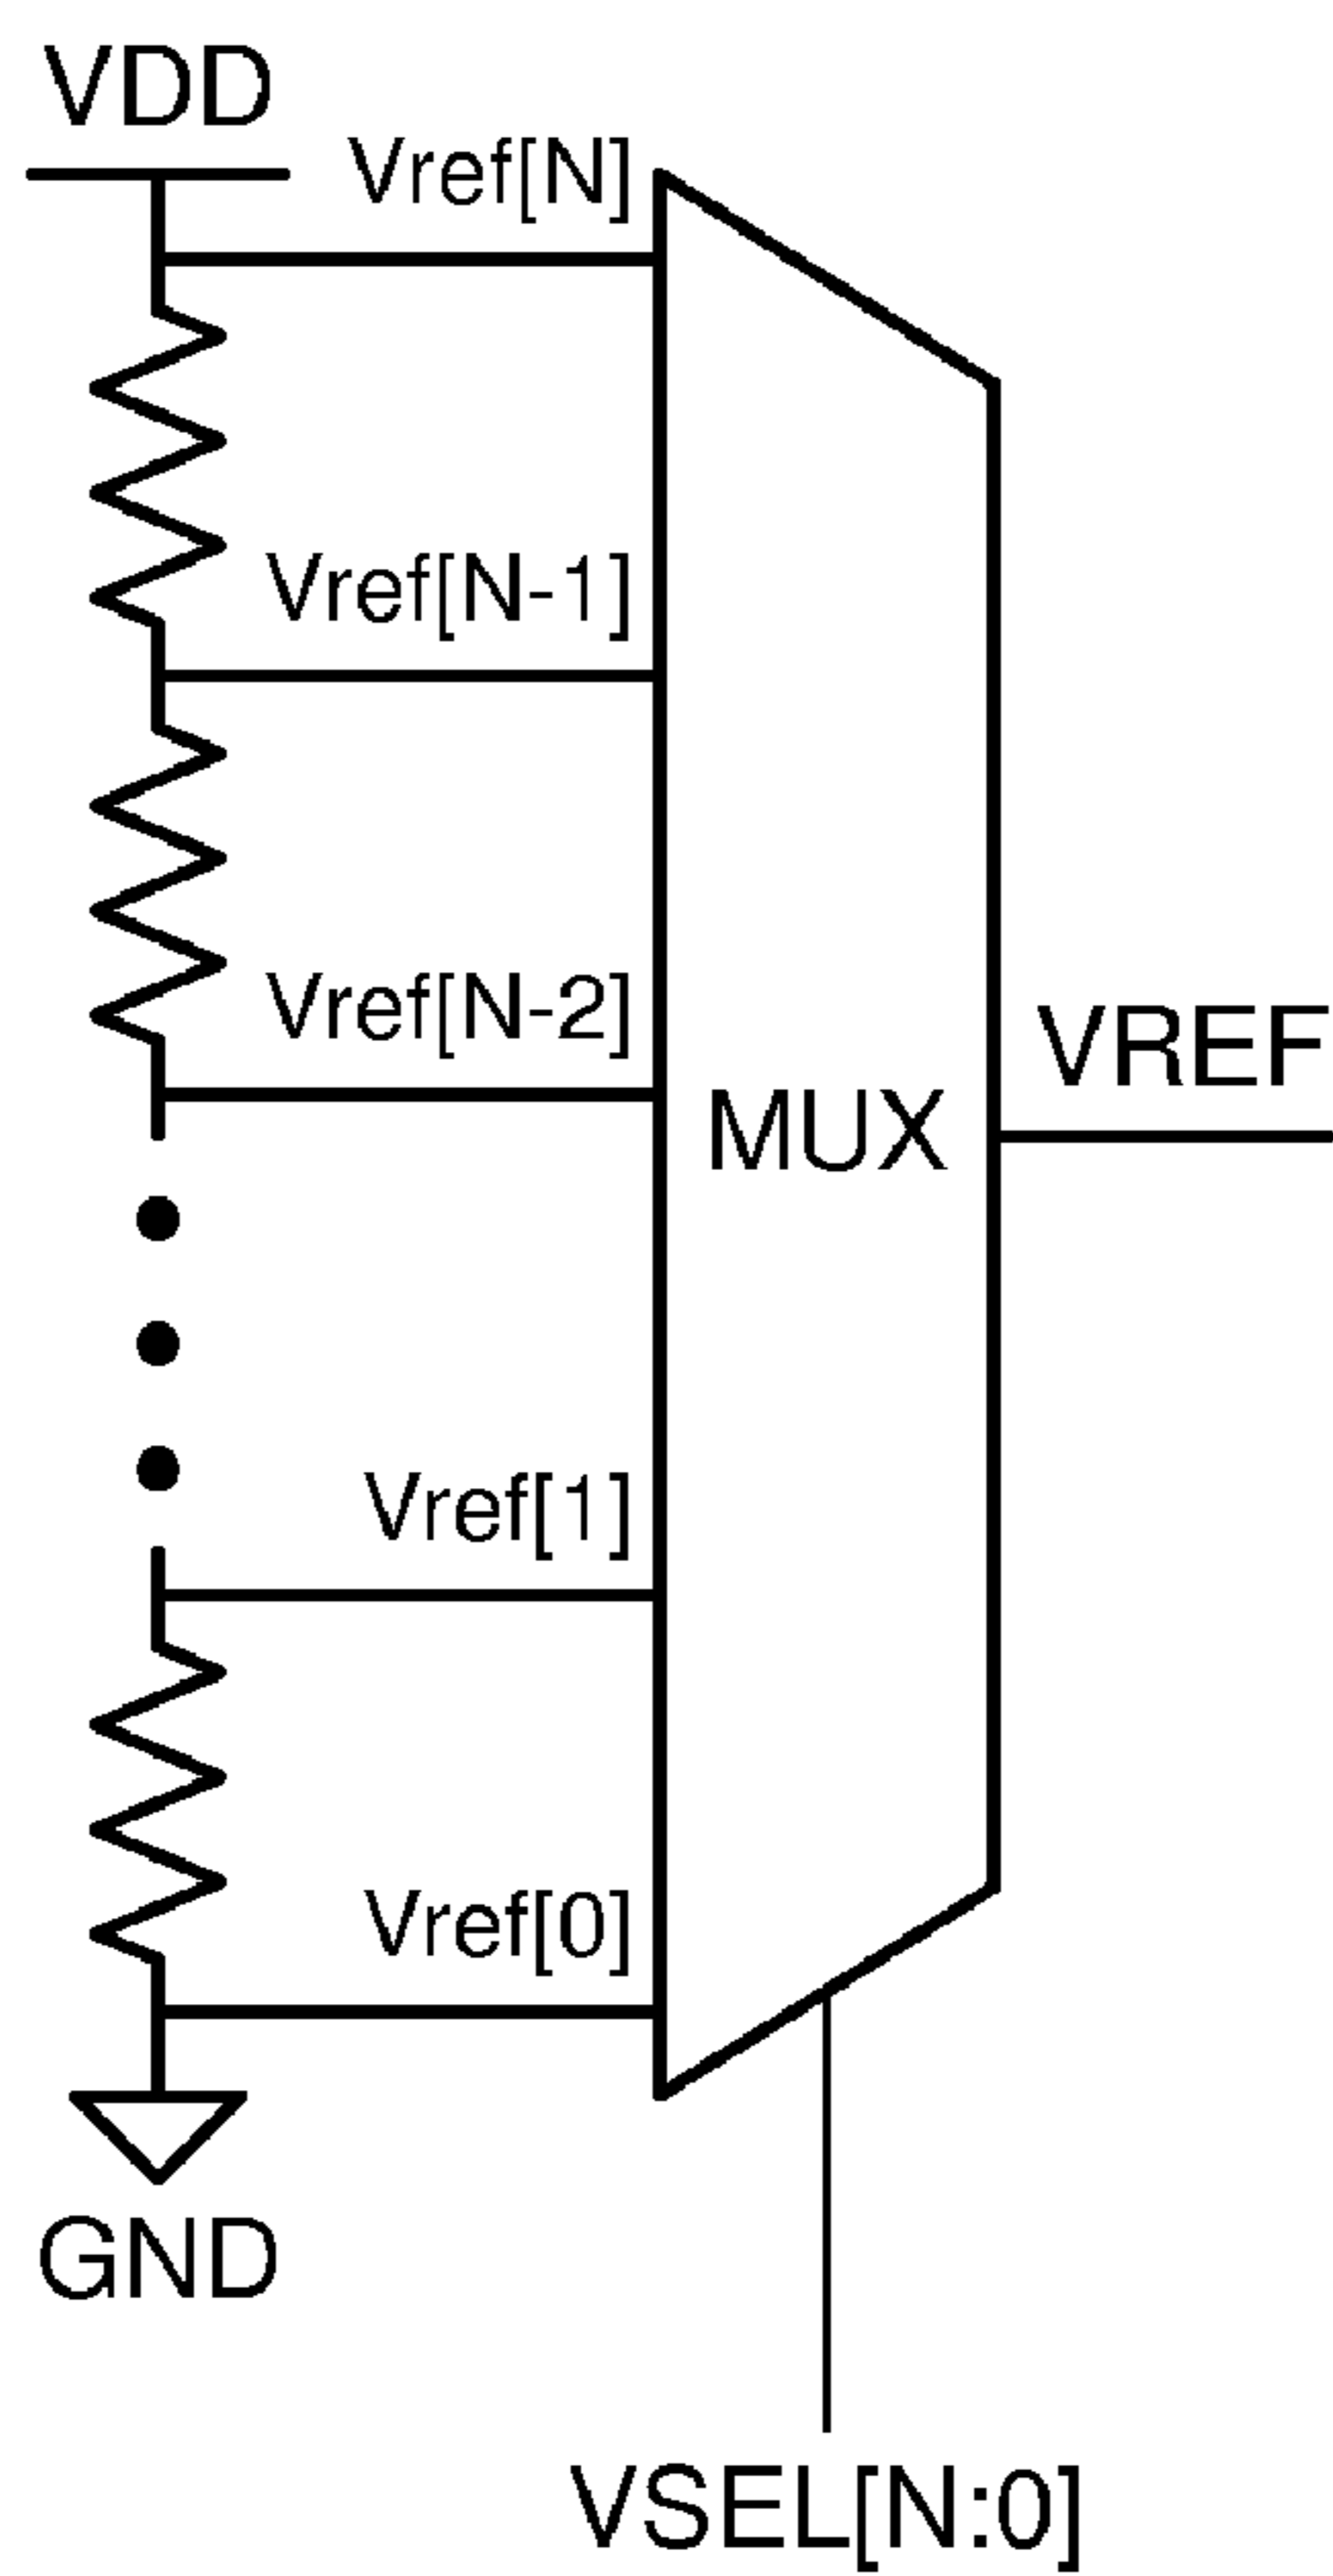 VDD
Vref[N]
Vref[N-1]
Vref[N-2]
VREF
MUX
Vref[1]
Vref[0]
GND
VSEL[N:0]